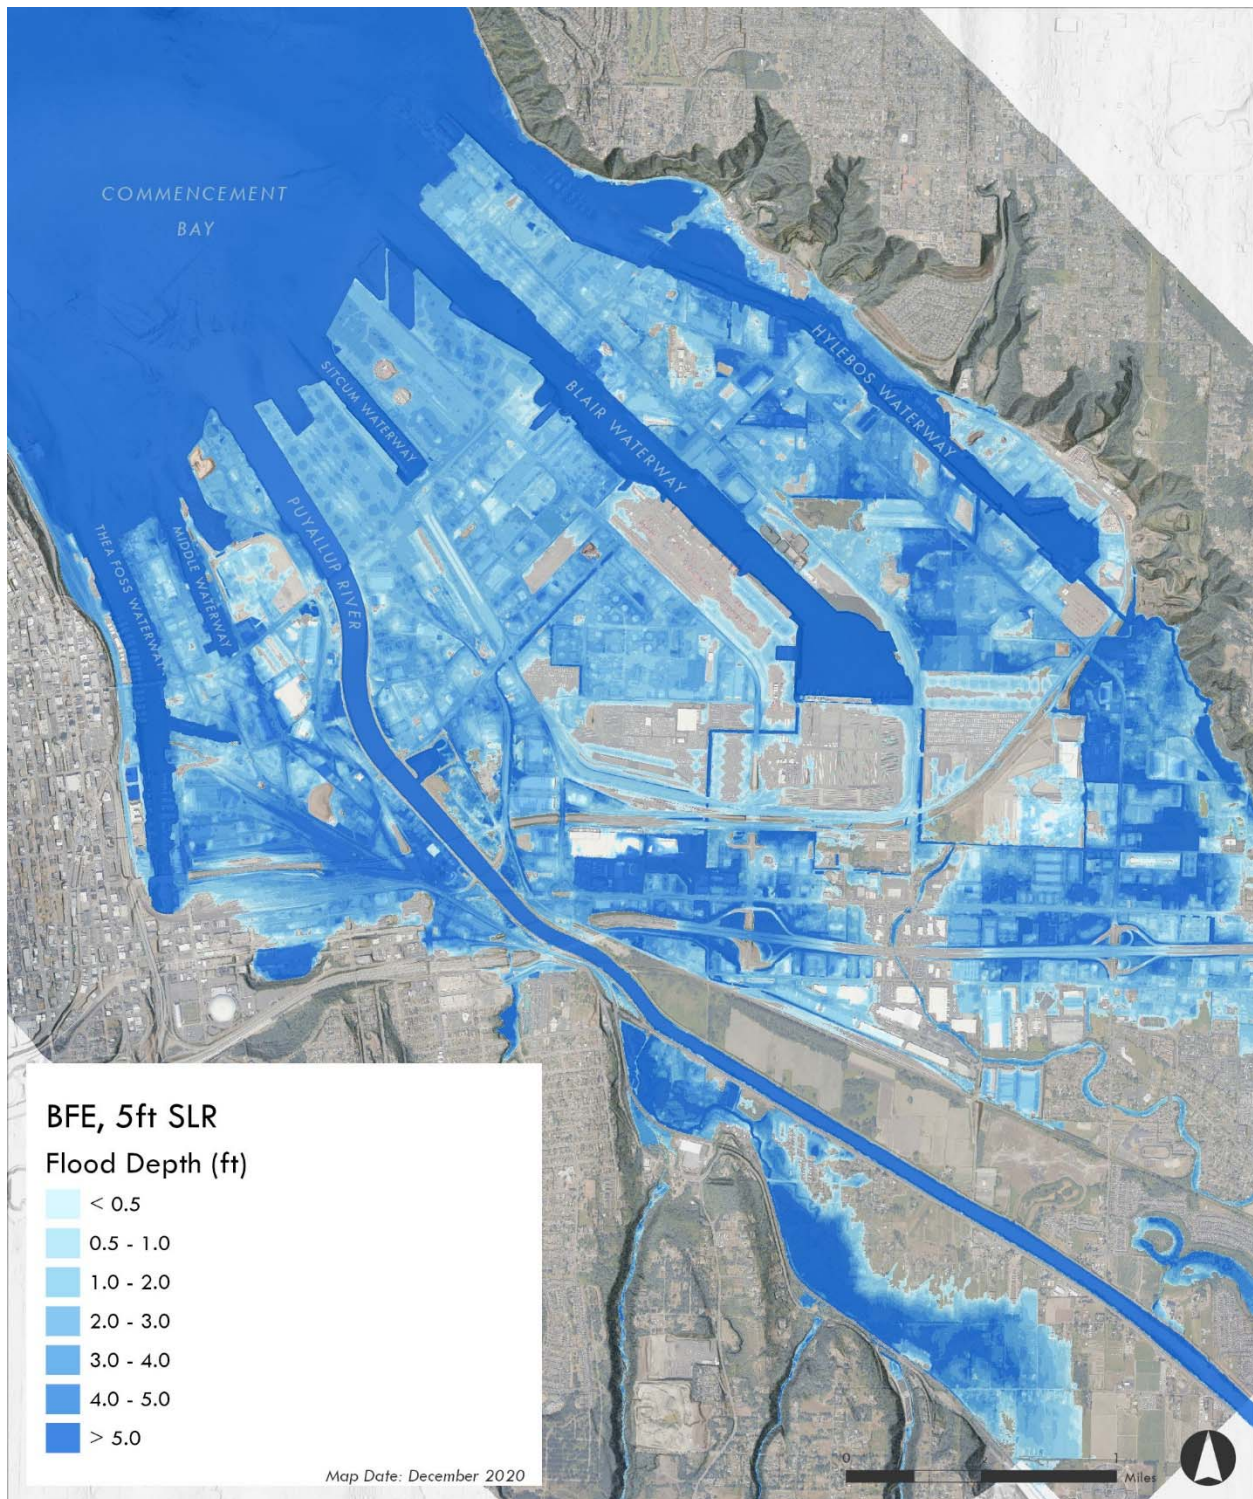 COMMENCEMENT
BAY
HYLEBOS WATERWAY
BLAIR WATERWAY
SITCUM WATERWAY
PUYALLUP RIVER
MIDDLE WATERWAY
THEA FOSS WATERWAY
BFE, 5ft SLR
Flood Depth (ft)
< 0.5
0.5 - 1.0
1.0 - 2.0
2.0 - 3.0
3.0 - 4.0
4.0 - 5.0
> 5.0
Map Date: December 2020
0 1
Miles